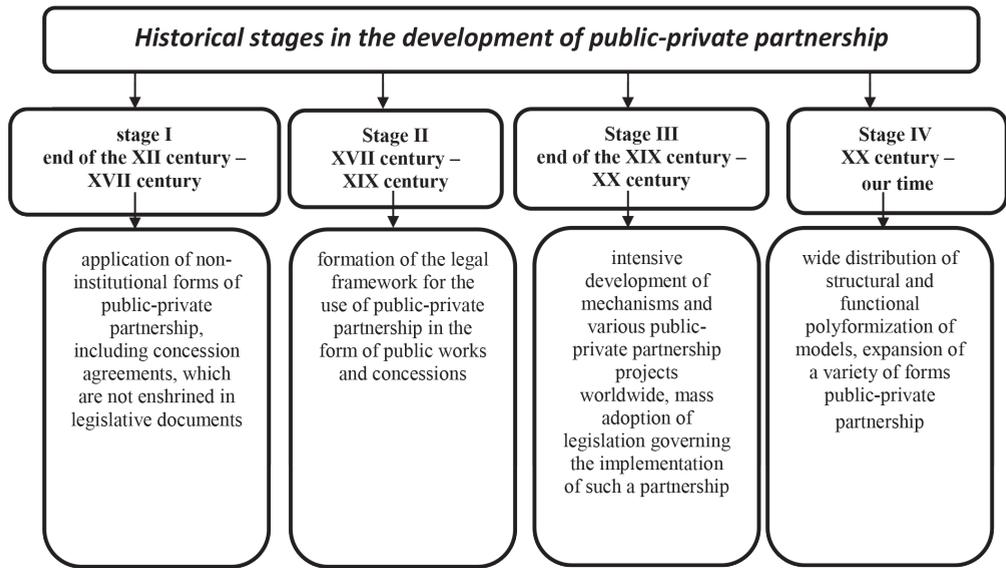 Historical stages in the development of public-private partnership
stage I
end of the XII century –
XVII century
Stage II
XVII century –
XIX century
Stage III
end of the XIX century –
XX century
Stage IV
XX century –
our time
application of non-
institutional forms of
public-private
partnership,
including concession
agreements, which
are not enshrined in
legislative documents
formation of the legal
framework for the
use of public-private
partnership in the
form of public works
and concessions
intensive
development of
mechanisms and
various public-
private partnership
projects
worldwide, mass
adoption of
legislation governing
the implementation
of such a partnership
wide distribution of
structural and
functional
polyformization of
models, expansion of
a variety of forms
public-private
partnership